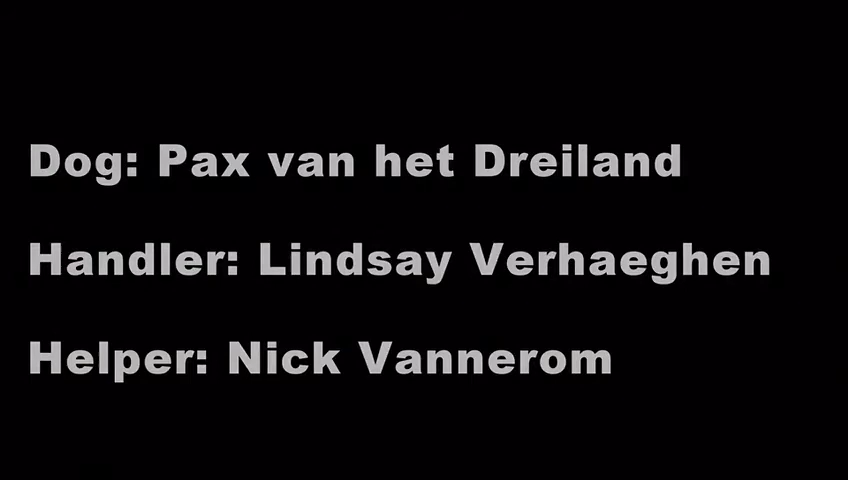 Dog: Pax van het Dreiland
Handler: Lindsay Verhaeghen
Helper: Nick Vannerom